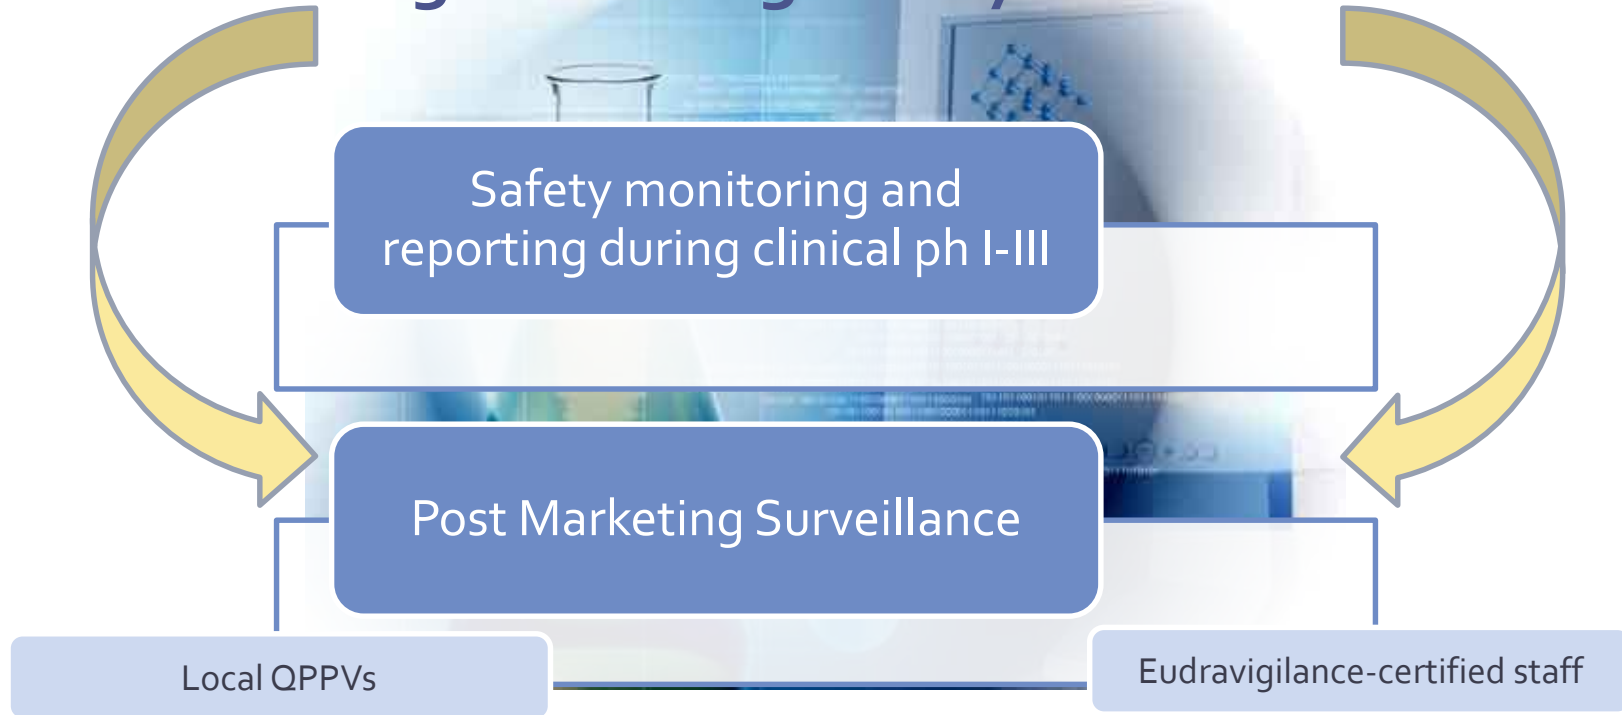 Safety monitoring and
reporting during clinical ph I-III
Post Marketing Surveillance
Local QPPVs
Eudravigilance-certified staff